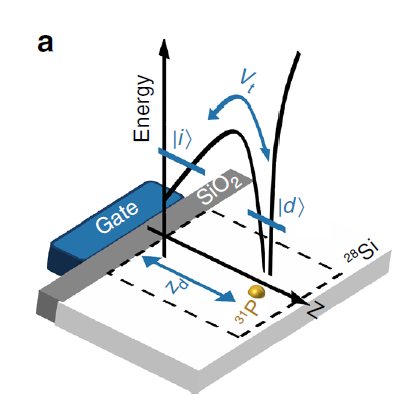 a
Energy
V_t
|i⟩
SiO₂
Gate
|d⟩
²⁸Si
Z_d
³¹P
Z